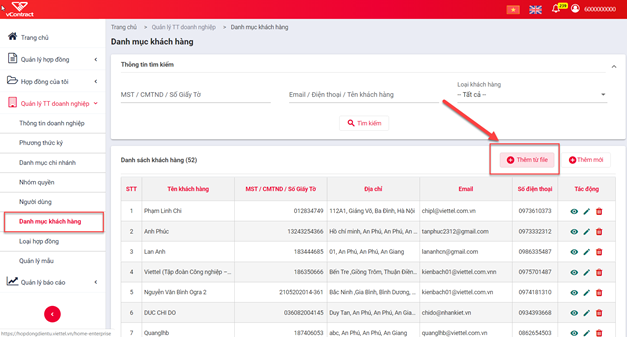 vContract
259
6000000000
Trang chủ
Quản lý hợp đồng
Hợp đồng của tôi
Quản lý TT doanh nghiệp
Thông tin doanh nghiệp
Phương thức ký
Danh mục chi nhánh
Nhóm quyền
Người dùng
Danh mục khách hàng
Loại hợp đồng
Quản lý mẫu
Quản lý báo cáo
https://hopdongdientu.viettel.vn/home-enterprise
Trang chủ > Quản lý TT doanh nghiệp > Danh mục khách hàng
Danh mục khách hàng
Thông tin tìm kiếm
Loại khách hàng
MST / CMTND / Số Giấy Tờ Email / Điện thoại / Tên khách hàng -- Tất cả --
Tìm kiếm
Danh sách khách hàng (52) Thêm từ file Thêm mới
STT Tên khách hàng MST / CMTND / Số Giấy Tờ Địa chỉ Email Số điện thoại Tác động
1 Phạm Linh Chi 012834749 112A1, Giảng Võ, Ba Đình, Hà Nội chipl@viettel.com.vn 0973610373
2 Anh Phúc 13243254366 Hồ chí minh, An Phú, An Phú, An ... tanphuc2312@gmail.com 0973332312
3 Lan Anh 183444685 01, An Phú, An Phú, An Giang lananhcn@gmail.com 0986335487
4 Viettel (Tập đoàn Công nghiệp –... 186350666 Bến Tre ,Giồng Trôm, Thuận Điền... kienbach01@viettel.com.vnn 0975701487
5 Nguyễn Văn Bình Ogra 2 2105202014-361 Bắc Ninh ,Gia Bình, Bình Dương, ... kienbach01@viettel.com.vn 0974181310
6 DUC CHI DO 036082004145 Duy Tan, An Phú, An Phú, An Gia... chido@nhankiet.vn 0934393668
7 Quanglhb 187406053 abc, An Phú, An Phú, An Giang quanglhb@viettel.com.vn 0862654503